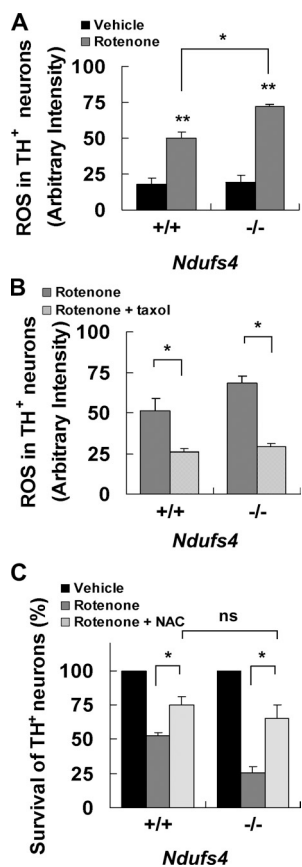 A
Vehicle
Rotenone
*
100
75
50
25
0
ROS in TH+ neurons
(Arbitrary Intensity)
**
**
+/+
-/-
Ndufs4
B
Rotenone
Rotenone + taxol
100
75
50
25
0
ROS in TH+ neurons
(Arbitrary Intensity)
*
*
+/+
-/-
Ndufs4
C
Vehicle
Rotenone
Rotenone + NAC
ns
100
75
50
25
0
Survival of TH+ neurons (%)
*
*
+/+
-/-
Ndufs4